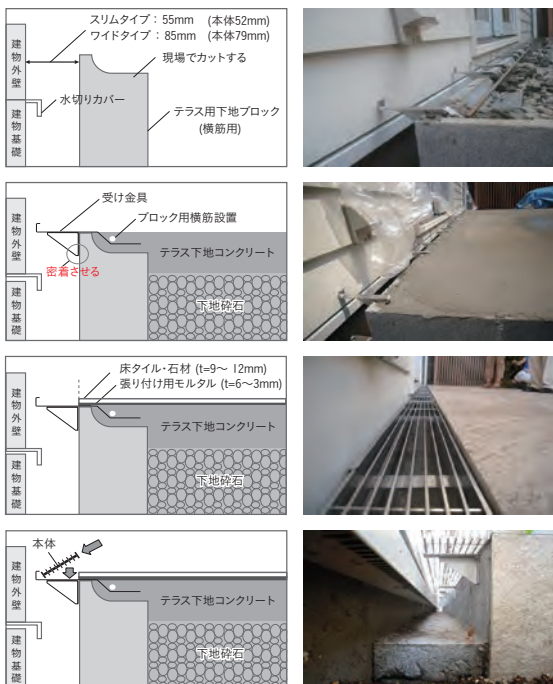 スリムタイプ：55mm (本体52mm)
ワイドタイプ：85mm (本体79mm)
現場でカットする
建物外壁
水切りカバー
建物基礎
テラス用下地ブロック
(横筋用)
受け金具
ブロック用横筋設置
建物外壁
テラス下地コンクリート
密着させる
建物基礎
下地砕石
床タイル・石材 (t=9〜12mm)
張り付け用モルタル (t=6〜3mm)
建物外壁
テラス下地コンクリート
建物基礎
下地砕石
本体
建物外壁
テラス下地コンクリート
建物基礎
下地砕石